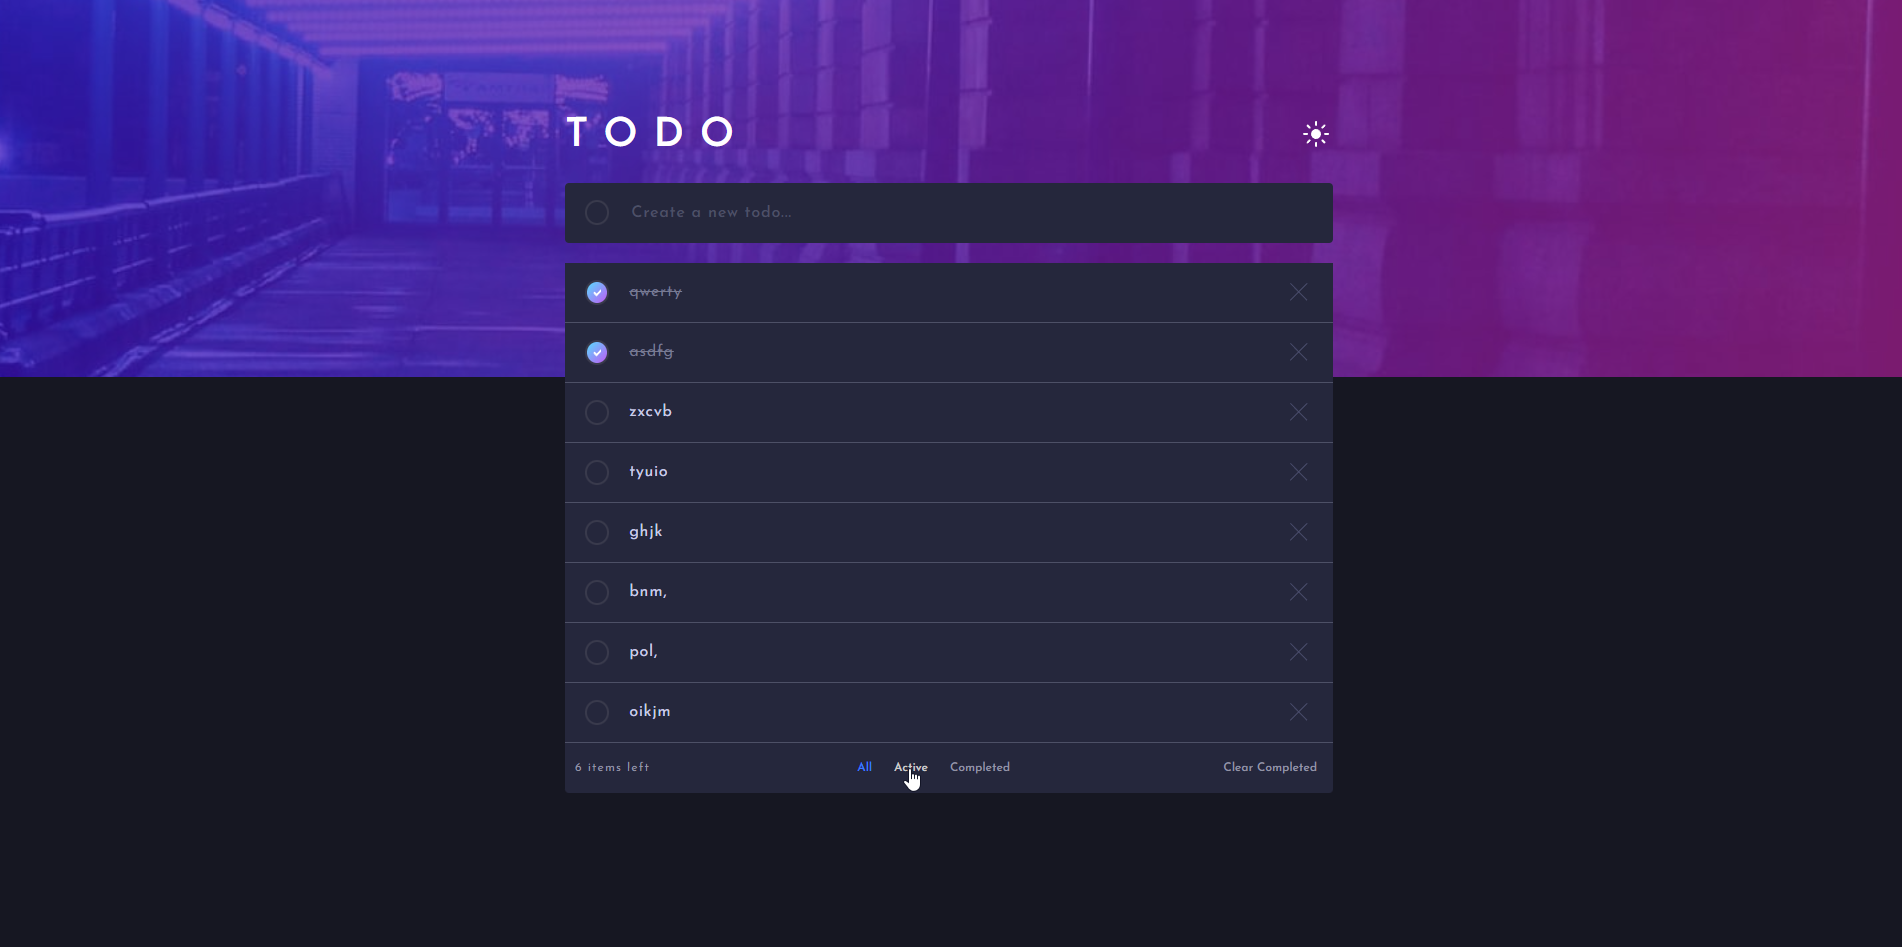 TODO
Create a new todo...
qwerty
asdfg
zxcvb
tyuio
ghjk
bnm,
pol,
oikjm
6 items left All Active Completed Clear Completed